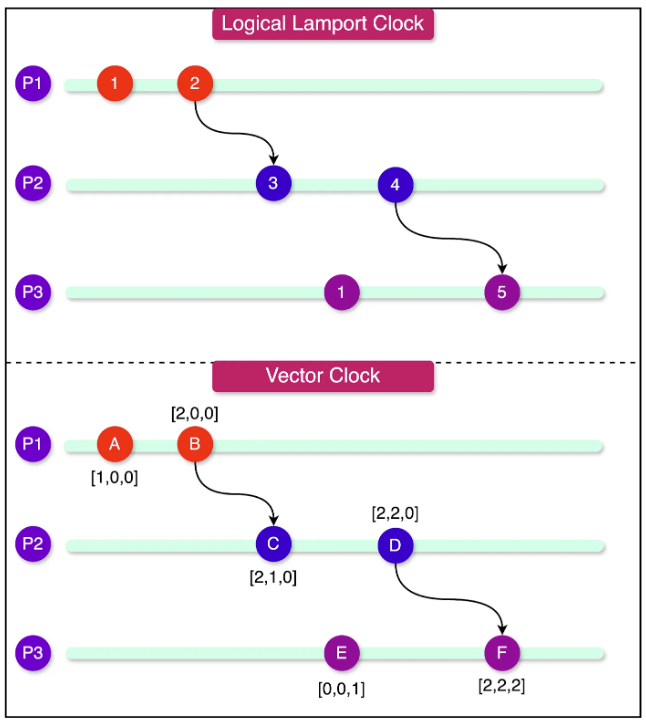 Logical Lamport Clock
P1 1 2
P2 3 4
P3 1 5
Vector Clock
[2,0,0]
P1 A B
[1,0,0]
[2,2,0]
P2 C D
[2,1,0]
P3 E F
[0,0,1] [2,2,2]